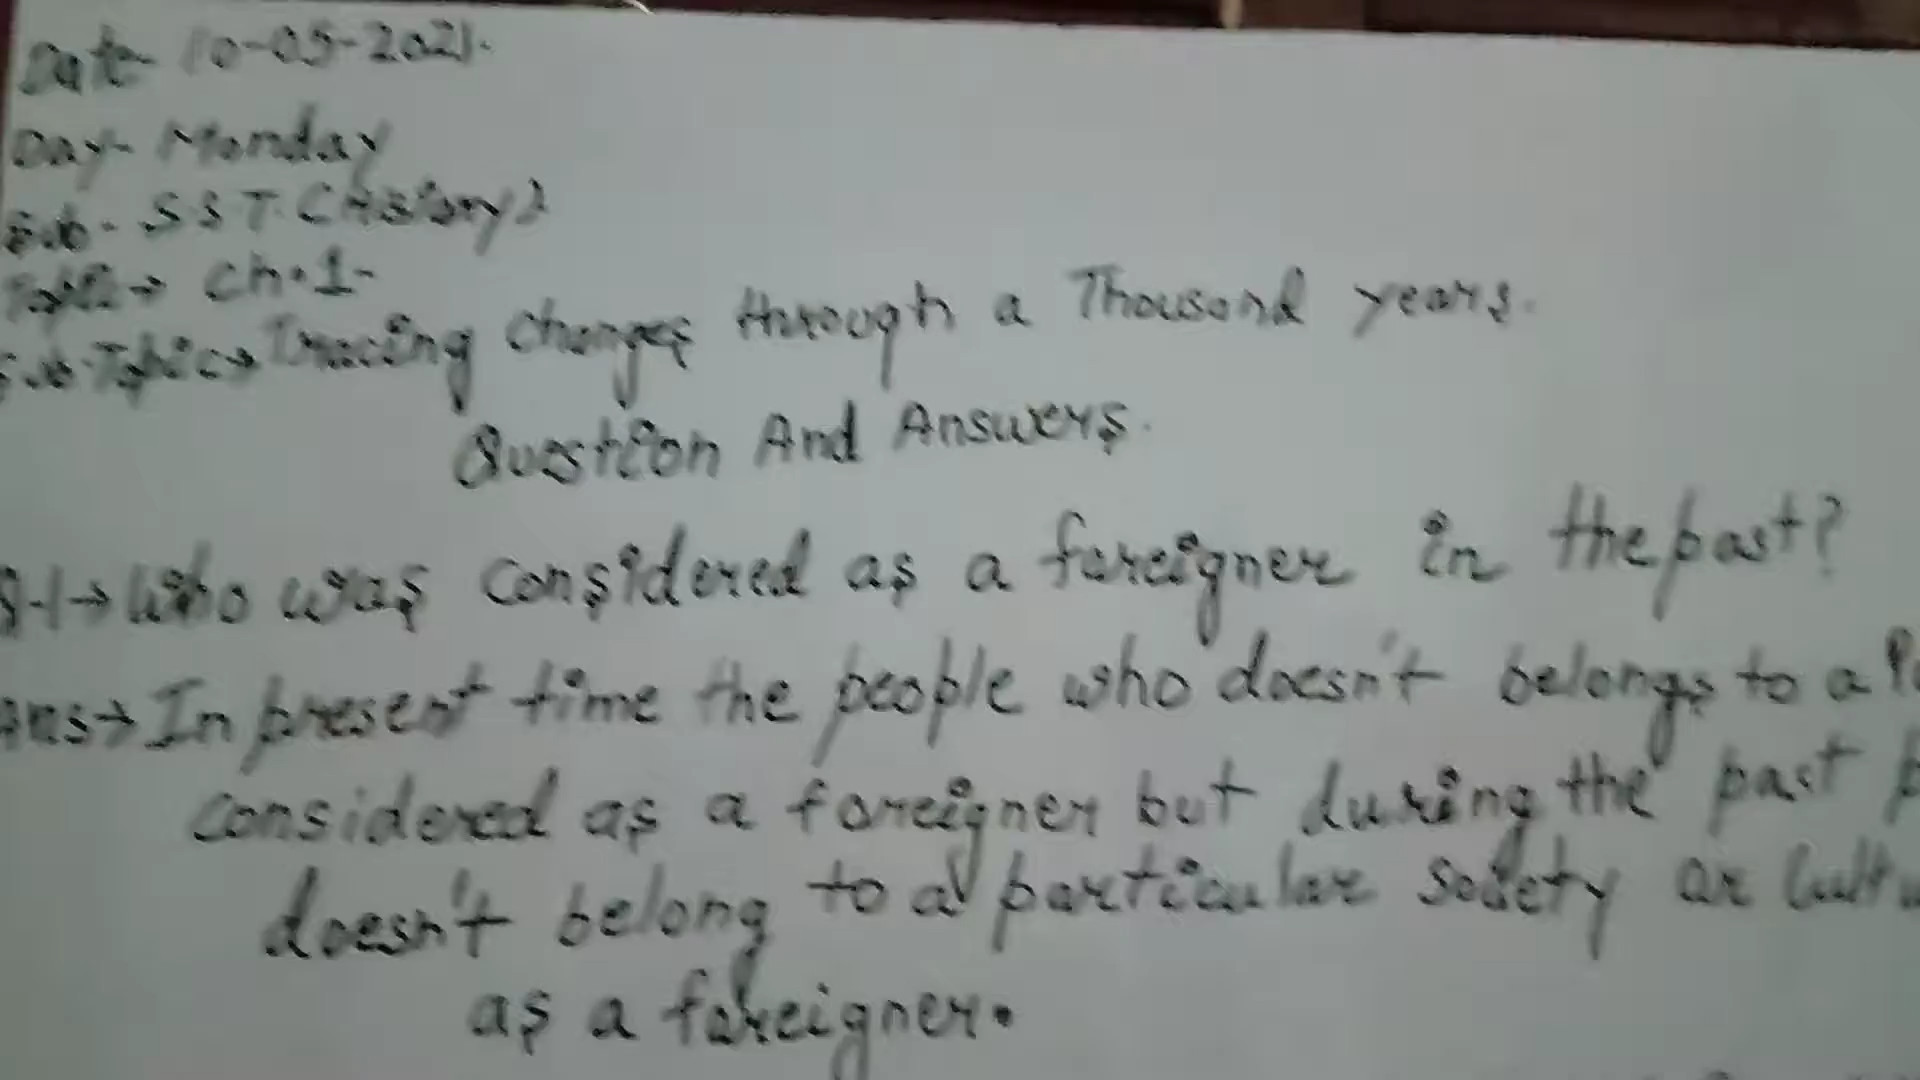 Date- 10-05-2021.
Day- Monday
Sub- SST (History)
Topic→ Ch.1-
Sub Topic→ Tracing Changes through a Thousand years.
Question And Answers.
Q-1→ Who was considered as a foreigner in the past?
Ans→ In present time the people who doesn't belongs to a
considered as a foreigner but during the past
doesn't belong to a particular society or
as a foreigner.